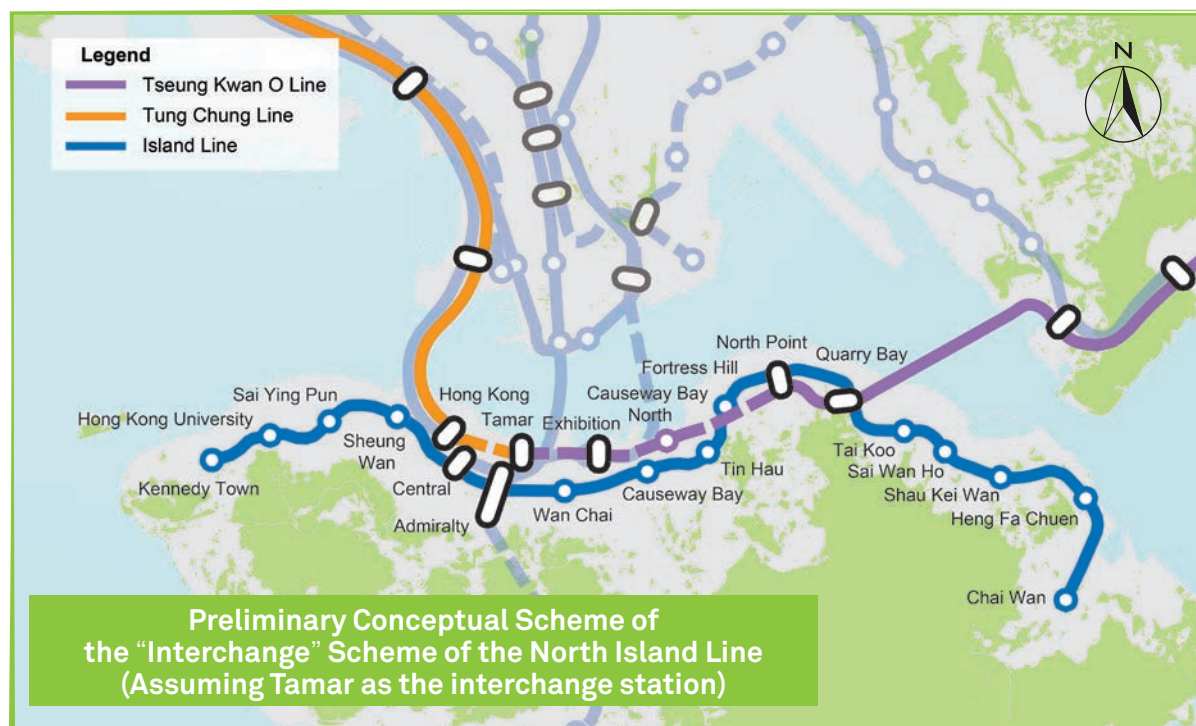 Legend
Tseung Kwan O Line
Tung Chung Line
Island Line
N
North Point
Quarry Bay
Fortress Hill
Sai Ying Pun
Hong Kong
Causeway Bay
North
Hong Kong University
Tamar
Exhibition
Sheung
Wan
Tai Koo
Kennedy Town
Central
Tin Hau
Sai Wan Ho
Causeway Bay
Shau Kei Wan
Admiralty
Wan Chai
Heng Fa Chuen
Chai Wan
Preliminary Conceptual Scheme of
the “Interchange” Scheme of the North Island Line
(Assuming Tamar as the interchange station)